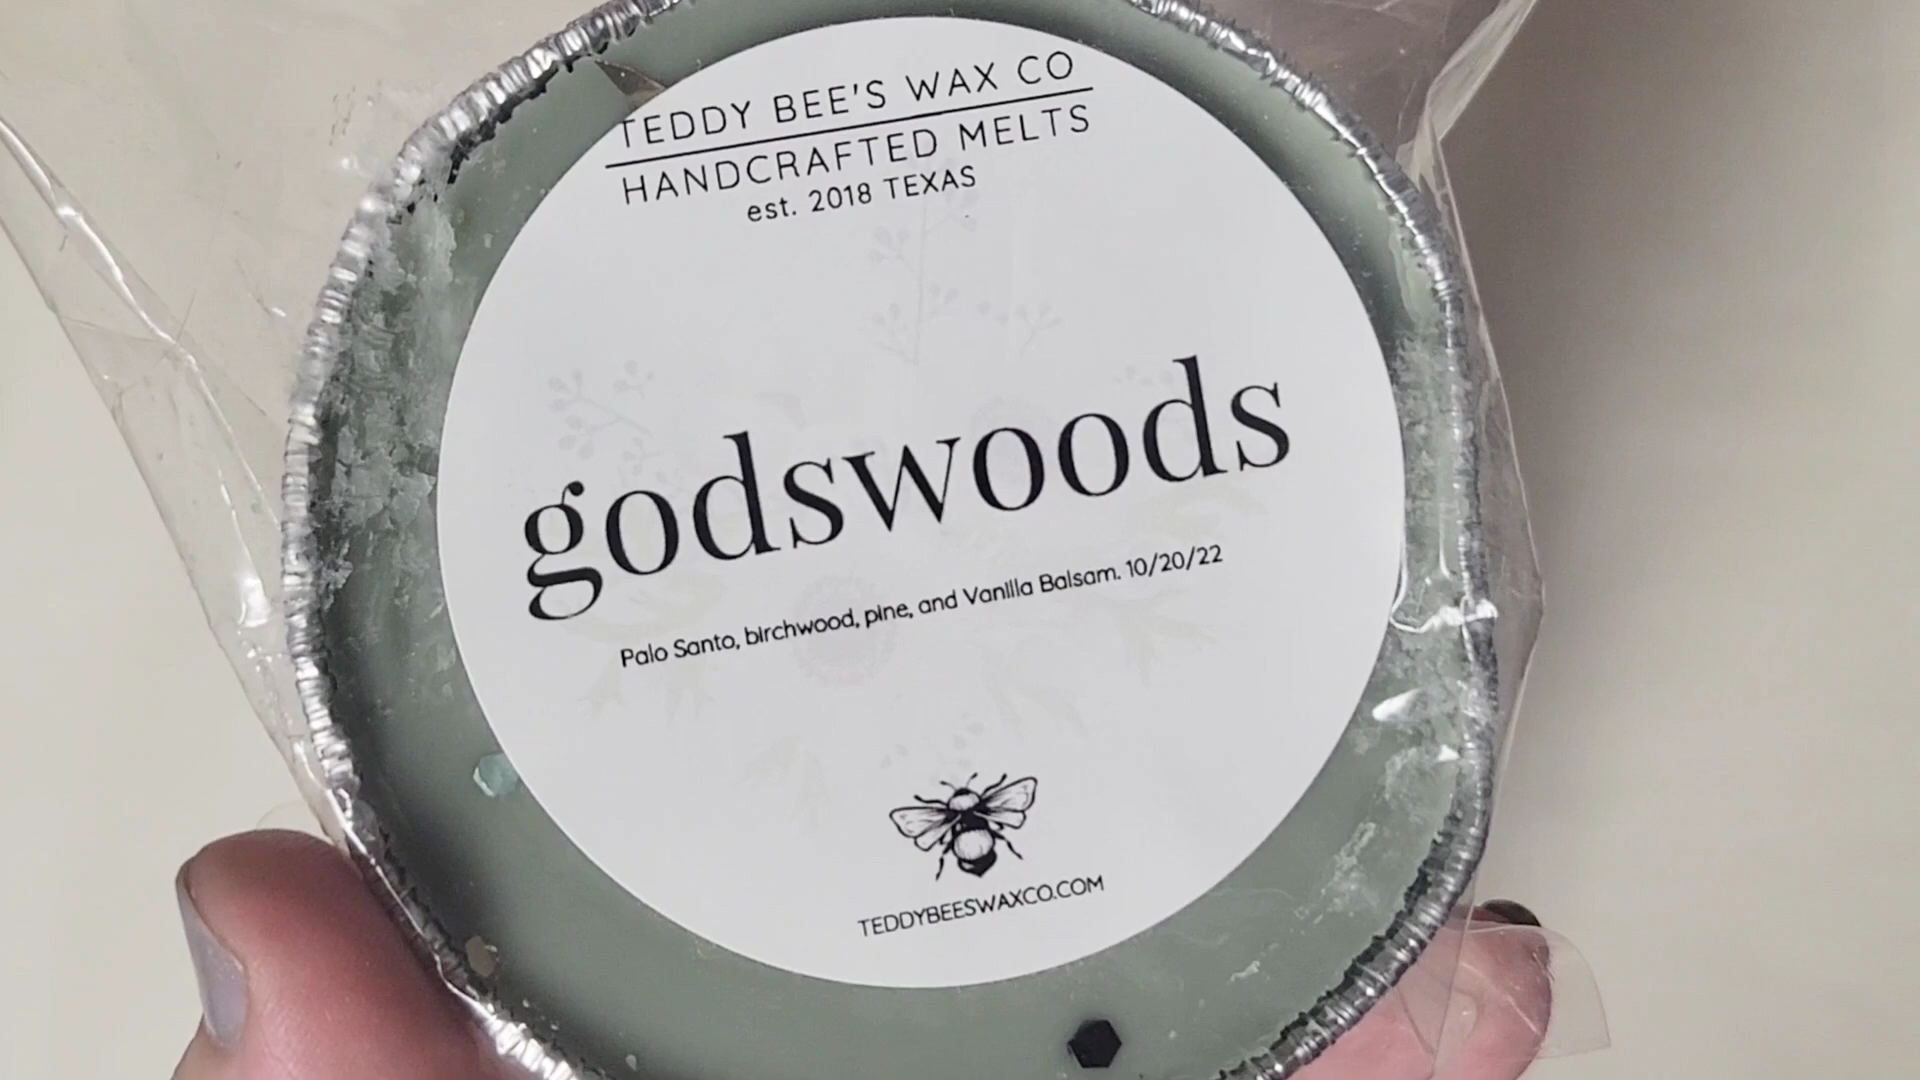 TEDDY BEE'S WAX CO
HANDCRAFTED MELTS
est. 2018 TEXAS
godswoods
Palo Santo, birchwood, pine, and Vanilla Balsam. 10/20/22
TEDDYBEESWAXCO.COM